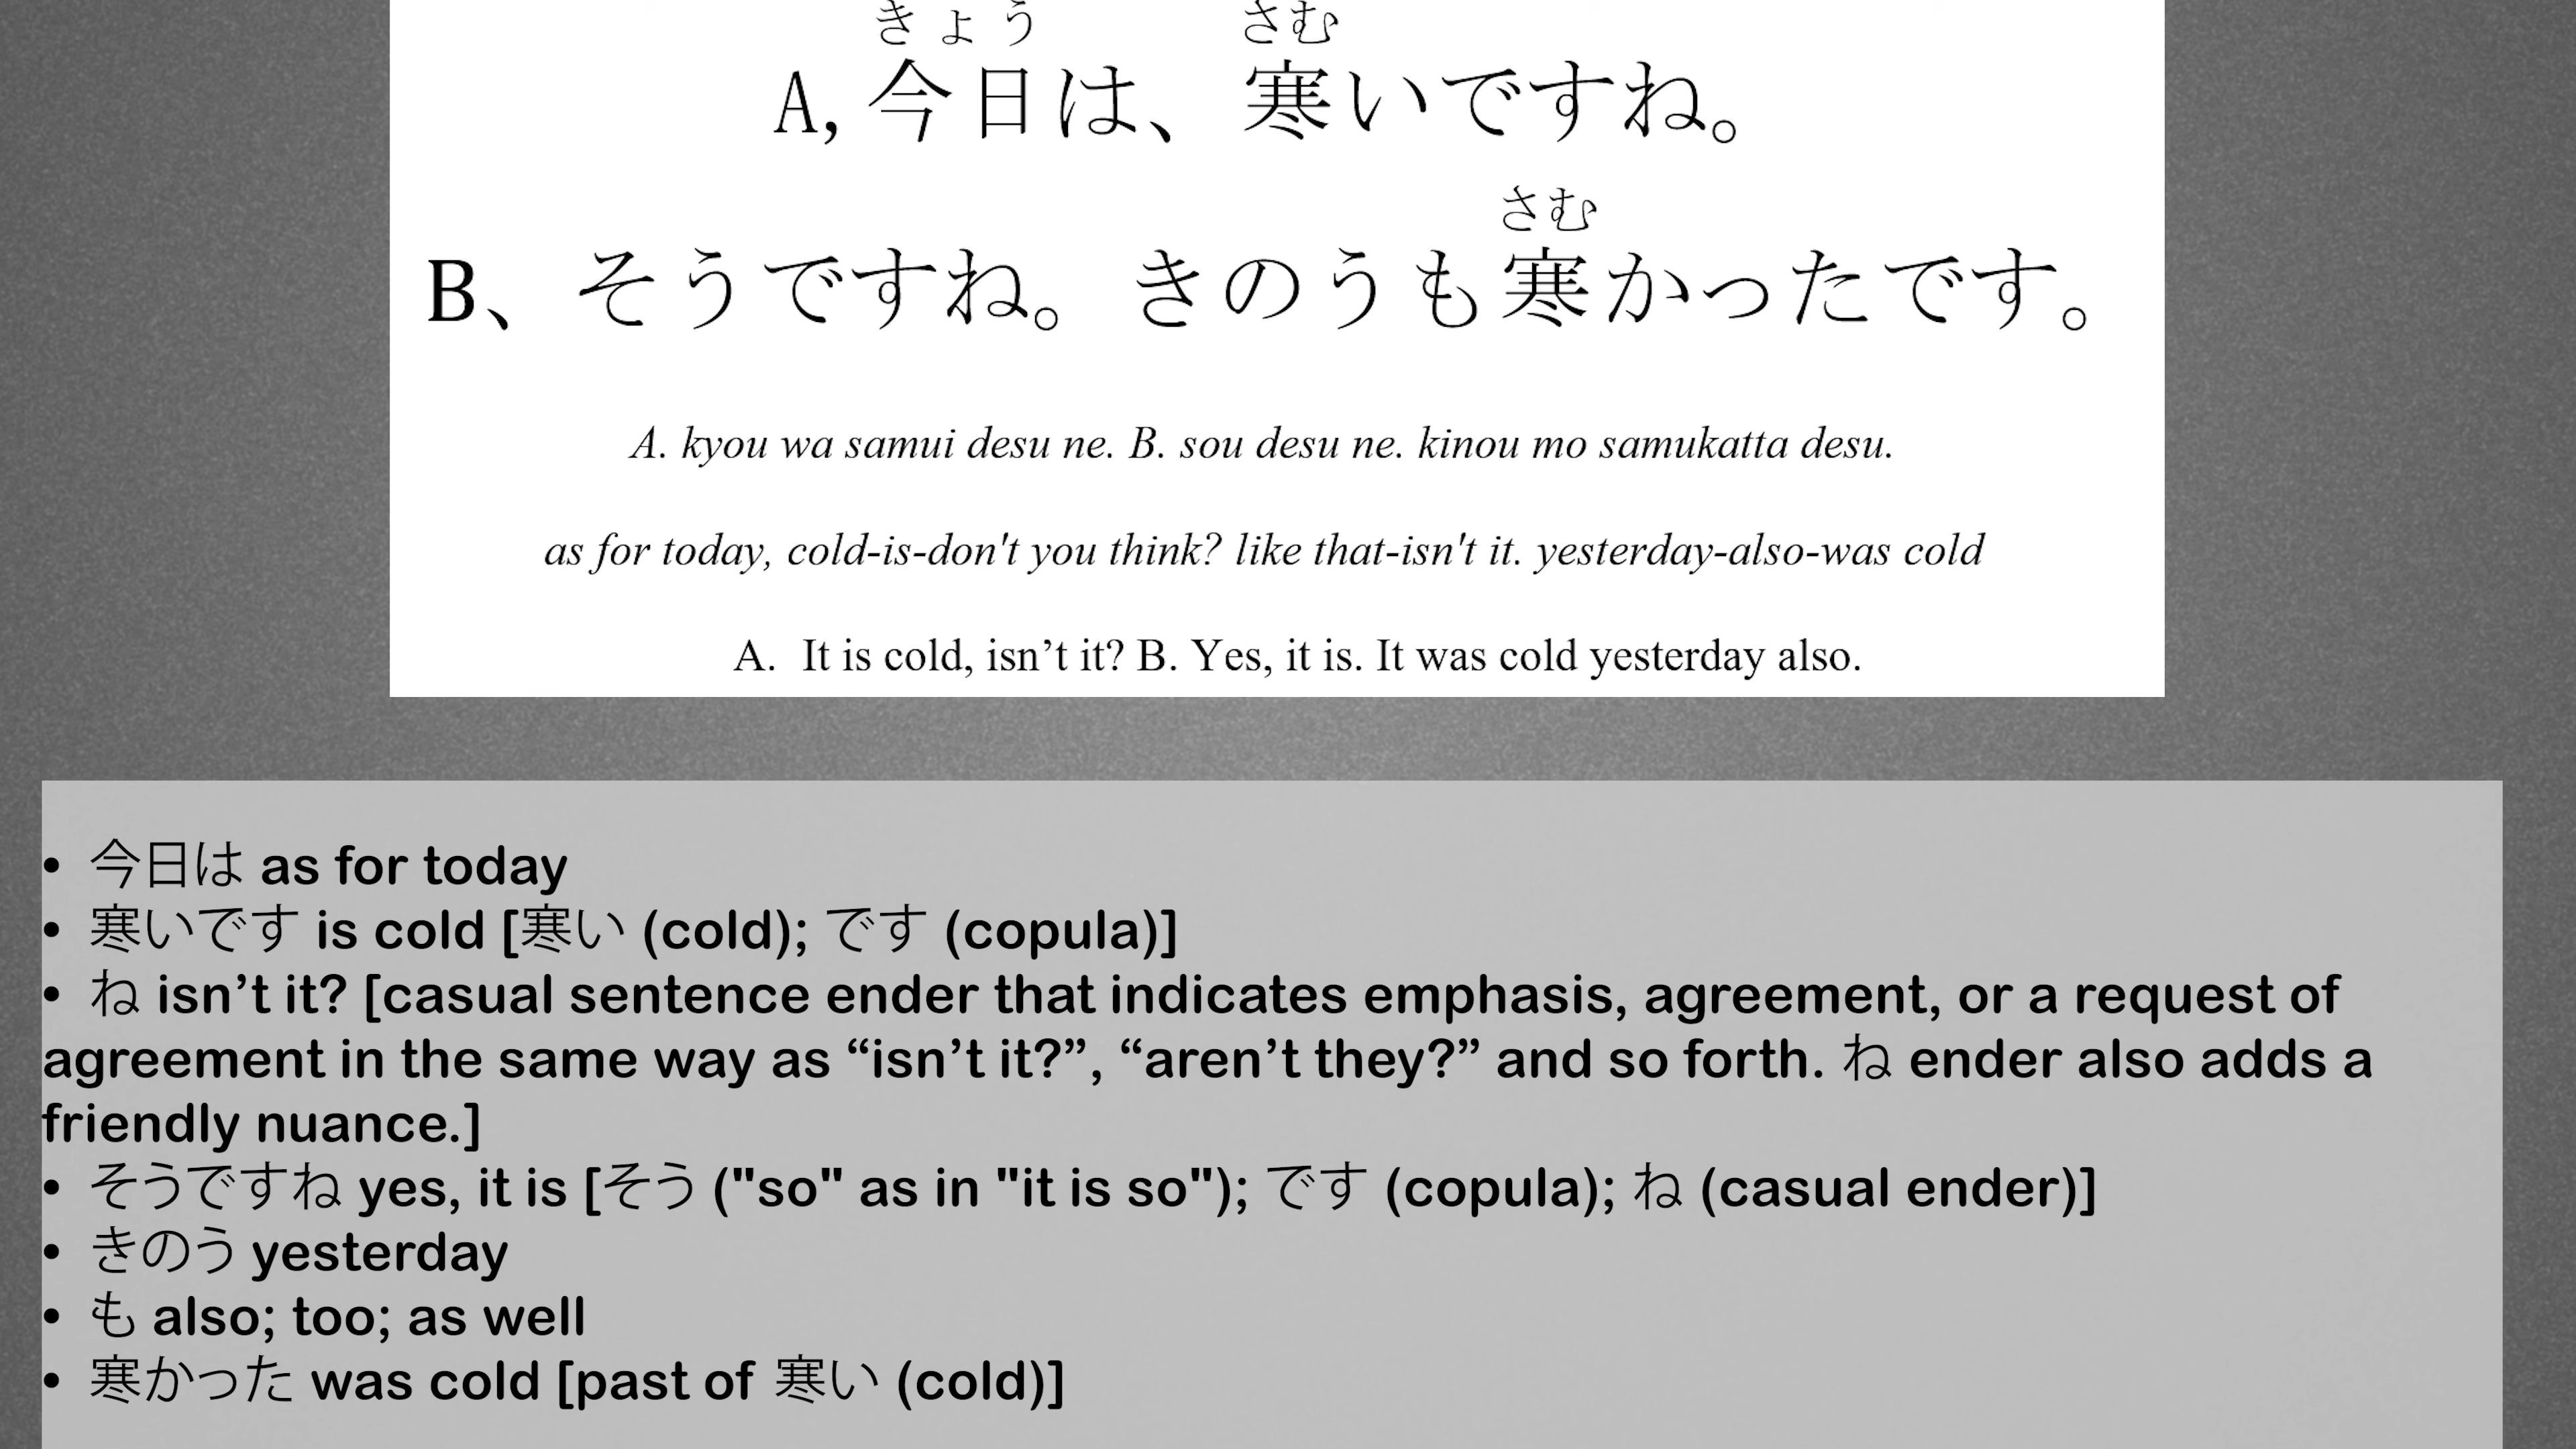 きょう さむ
A,今日は、寒いですね。
さむ
B、そうですね。きのうも寒かったです。
A. kyou wa samui desu ne. B. sou desu ne. kinou mo samukatta desu.
as for today, cold-is-don't you think? like that-isn't it. yesterday-also-was cold
A. It is cold, isn’t it? B. Yes, it is. It was cold yesterday also.
• 今日は as for today
• 寒いです is cold [寒い (cold); です (copula)]
• ね isn’t it? [casual sentence ender that indicates emphasis, agreement, or a request of
agreement in the same way as “isn’t it?”, “aren’t they?” and so forth. ね ender also adds a
friendly nuance.]
• そうですね yes, it is [そう ("so" as in "it is so"); です (copula); ね (casual ender)]
• きのう yesterday
• も also; too; as well
• 寒かった was cold [past of 寒い (cold)]